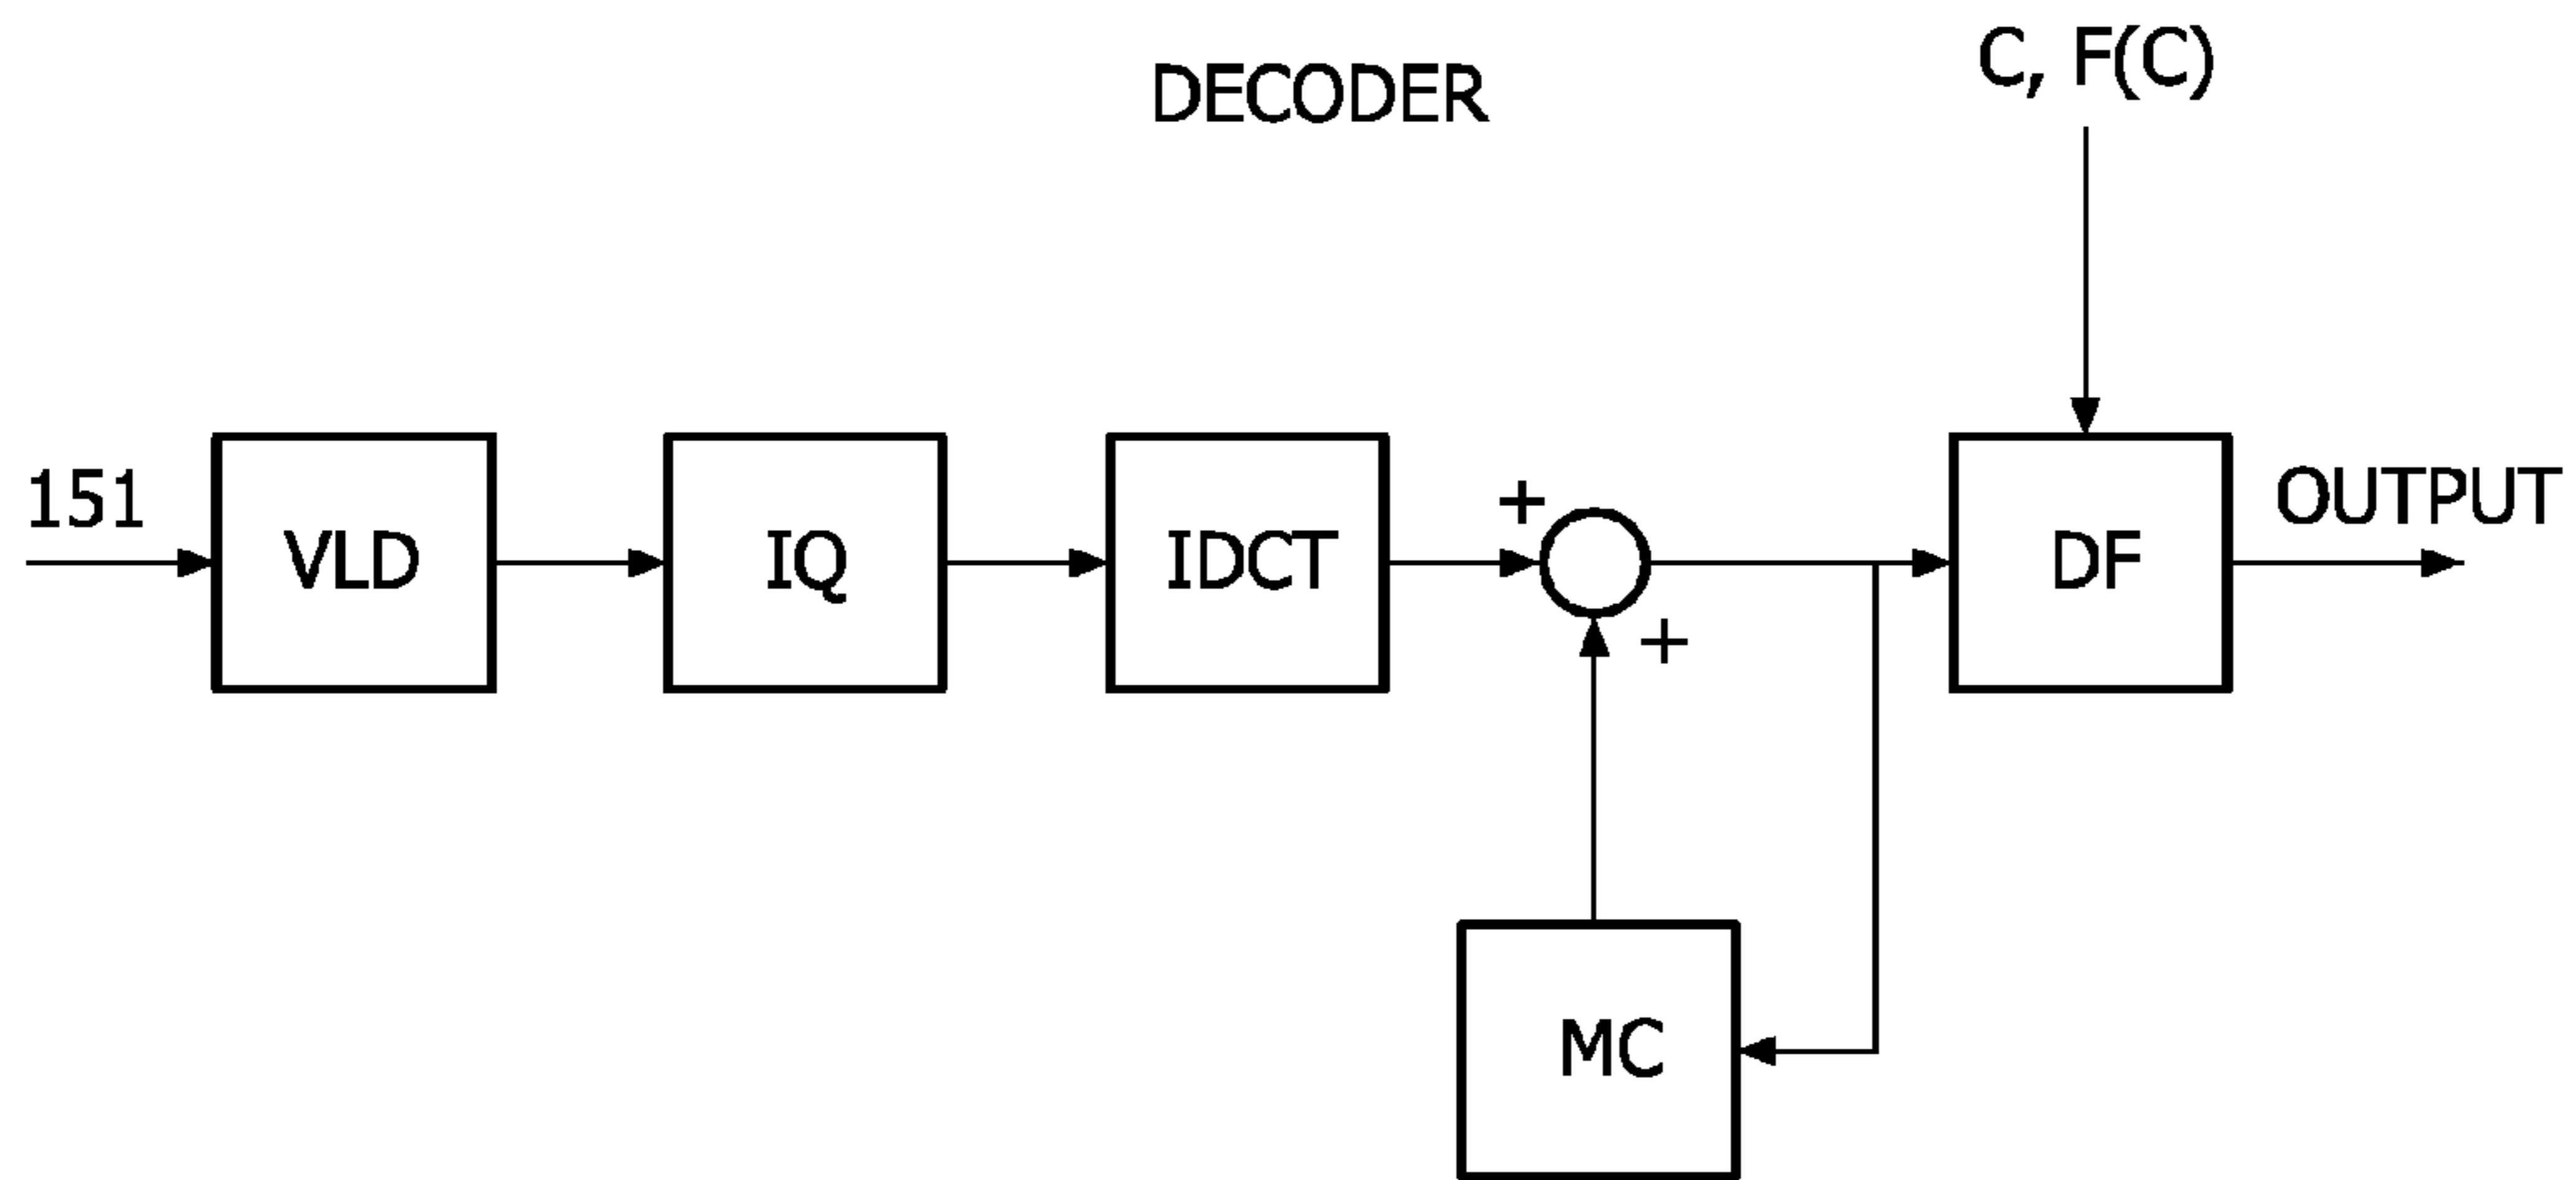 DECODER
C, F(C)
151
VLD
IQ
IDCT
+
+
DF
OUTPUT
MC